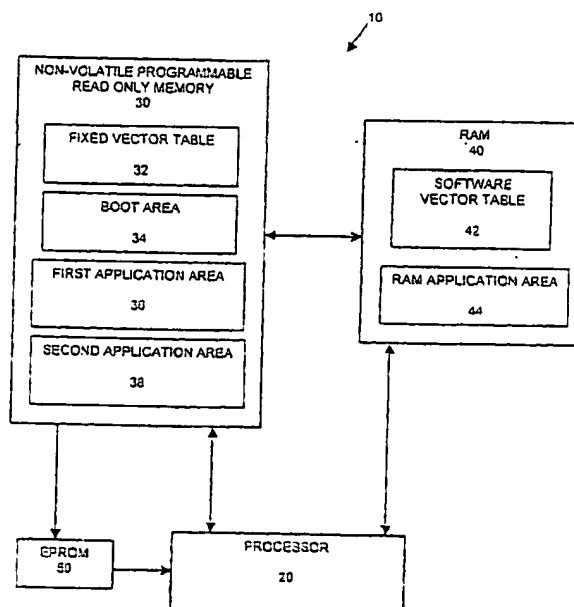 10
NON-VOLATILE PROGRAMMABLE
READ ONLY MEMORY
30
FIXED VECTOR TABLE
32
BOOT AREA
34
FIRST APPLICATION AREA
36
SECOND APPLICATION AREA
38
RAM
40
SOFTWARE
VECTOR TABLE
42
RAM APPLICATION AREA
44
EPROM
50
PROCESSOR
20